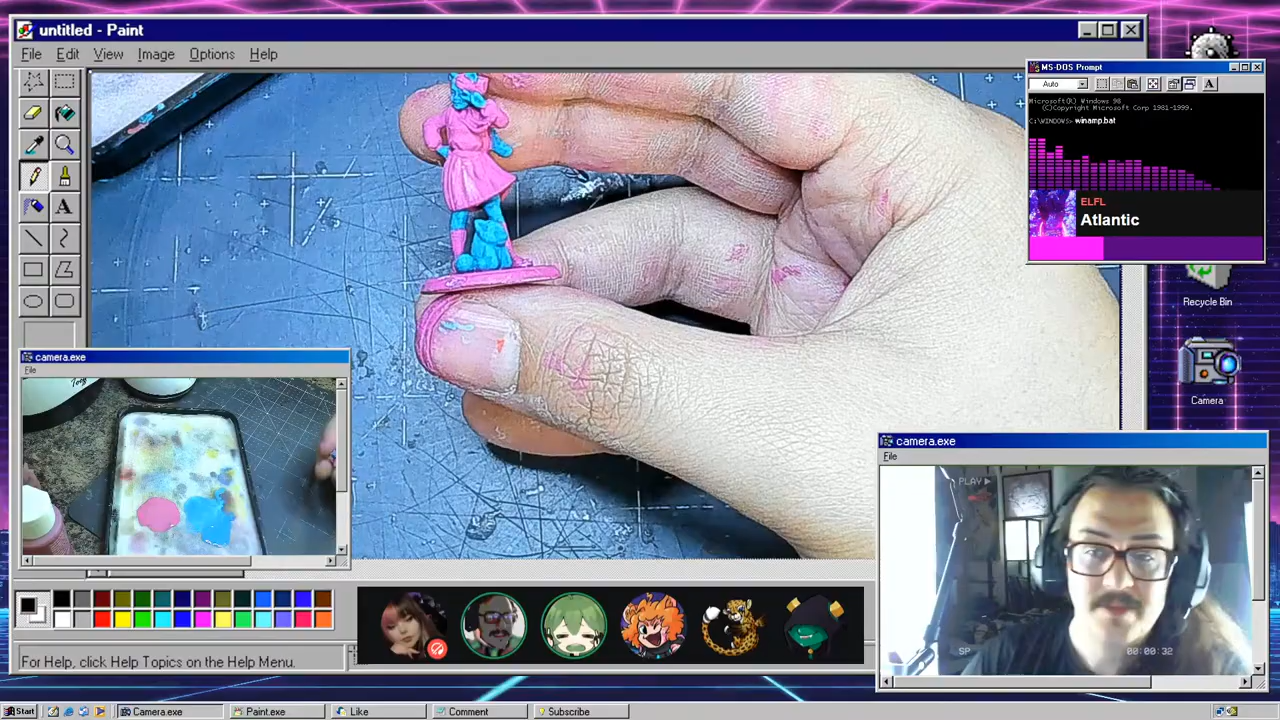 untitled - Paint
File Edit View Image Options Help
MS-DOS Prompt
Auto
A
Microsoft(R) Windows 98
(C)Copyright Microsoft Corp 1981-1999.
C:\WINDOWS> winamp.bat
ELFL
Atlantic
Recycle Bin
Camera
camera.exe
File
camera.exe
File
PLAY
SP
00:00:32
A
For Help, click Help Topics on the Help Menu.
Start Camera.exe Paint.exe Like Comment Subscribe